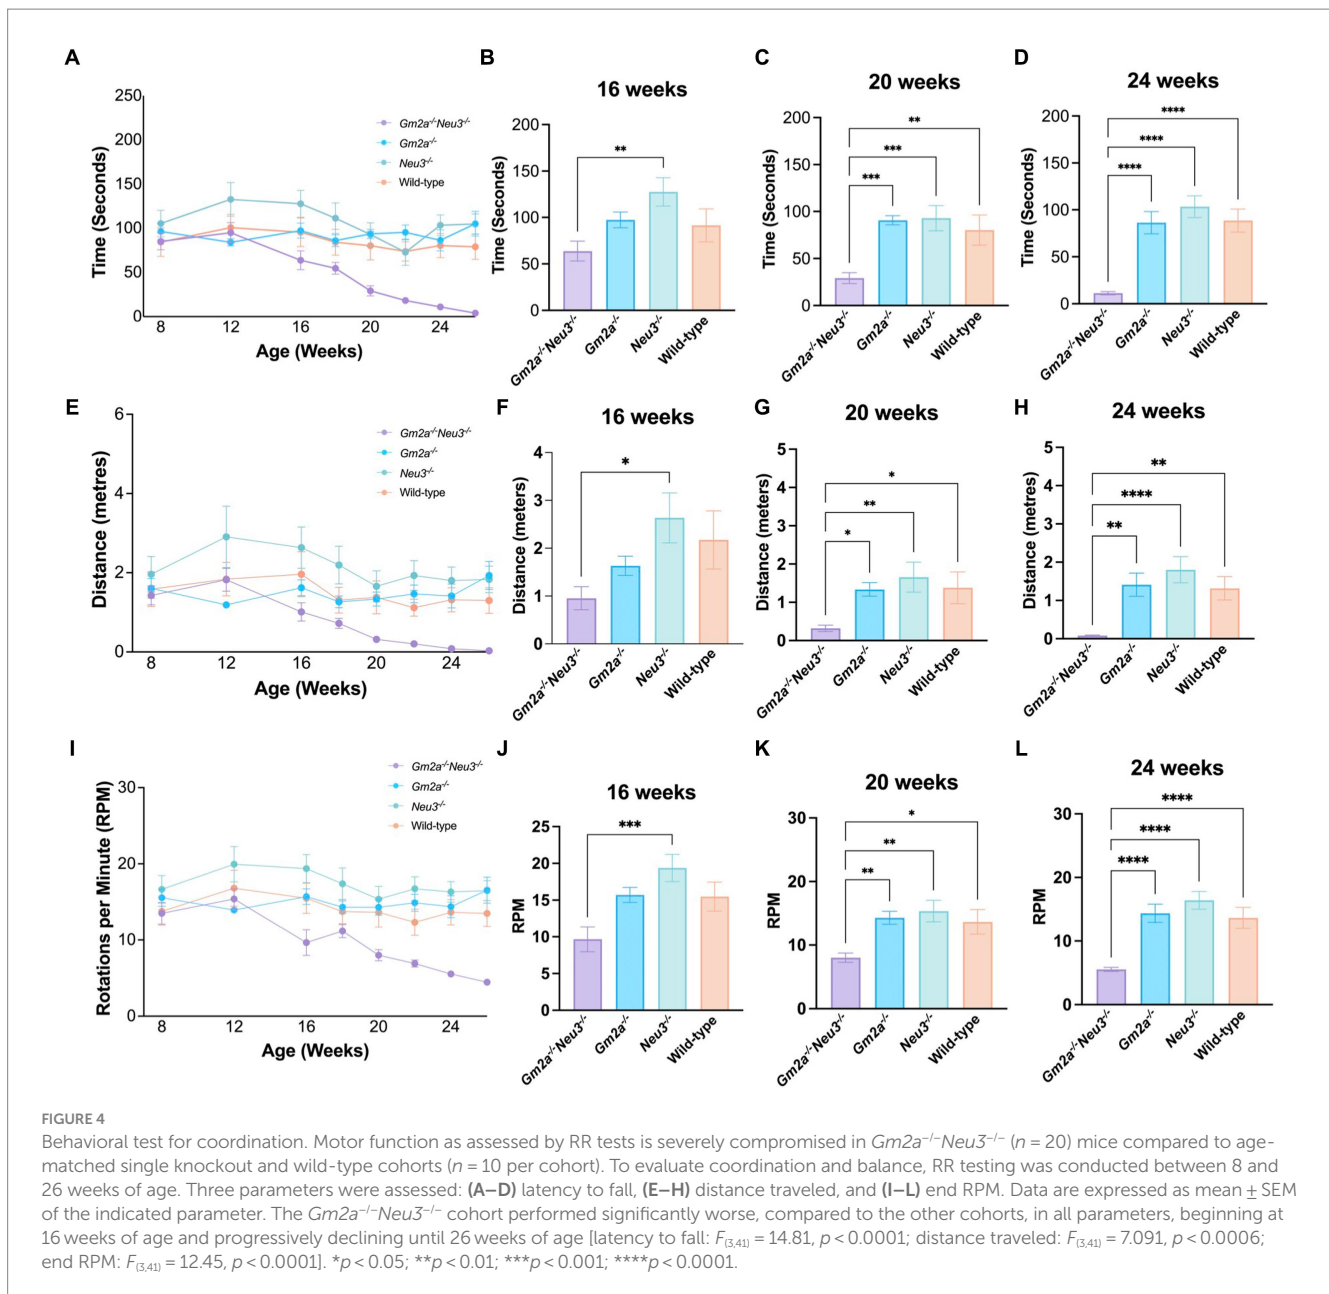 A
250
200
150
100
50
0
Time (Seconds)
8 12 16 20 24
Age (Weeks)
Gm2a-/-Neu3-/-
Gm2a-/-
Neu3-/-
Wild-type
B
16 weeks
200
150
100
50
0
Time (Seconds)
**
Gm2a-/-Neu3-/-
Gm2a-/-
Neu3-/-
Wild-type
C
20 weeks
200
150
100
50
0
Time (Seconds)
**
***
***
Gm2a-/-Neu3-/-
Gm2a-/-
Neu3-/-
Wild-type
D
24 weeks
200
150
100
50
0
Time (Seconds)
****
****
****
Gm2a-/-Neu3-/-
Gm2a-/-
Neu3-/-
Wild-type
E
6
4
2
0
Distance (metres)
8 12 16 20 24
Age (Weeks)
Gm2a-/-Neu3-/-
Gm2a-/-
Neu3-/-
Wild-type
F
16 weeks
4
3
2
1
0
Distance (meters)
*
Gm2a-/-Neu3-/-
Gm2a-/-
Neu3-/-
Wild-type
G
20 weeks
5
4
3
2
1
0
Distance (meters)
*
**
*
Gm2a-/-Neu3-/-
Gm2a-/-
Neu3-/-
Wild-type
H
24 weeks
5
4
3
2
1
0
Distance (metres)
**
****
**
Gm2a-/-Neu3-/-
Gm2a-/-
Neu3-/-
Wild-type
I
30
20
10
0
Rotations per Minute (RPM)
8 12 16 20 24
Age (Weeks)
Gm2a-/-Neu3-/-
Gm2a-/-
Neu3-/-
Wild-type
J
16 weeks
25
20
15
10
5
0
RPM
***
Gm2a-/-Neu3-/-
Gm2a-/-
Neu3-/-
Wild-type
K
20 weeks
30
20
10
0
RPM
*
**
**
Gm2a-/-Neu3-/-
Gm2a-/-
Neu3-/-
Wild-type
L
24 weeks
30
20
10
0
RPM
****
****
****
Gm2a-/-Neu3-/-
Gm2a-/-
Neu3-/-
Wild-type
FIGURE 4
Behavioral test for coordination. Motor function as assessed by RR tests is severely compromised in Gm2a−/−Neu3−/− (n = 20) mice compared to age-
matched single knockout and wild-type cohorts (n = 10 per cohort). To evaluate coordination and balance, RR testing was conducted between 8 and
26 weeks of age. Three parameters were assessed: (A–D) latency to fall, (E–H) distance traveled, and (I–L) end RPM. Data are expressed as mean ± SEM
of the indicated parameter. The Gm2a−/−Neu3−/− cohort performed significantly worse, compared to the other cohorts, in all parameters, beginning at
16 weeks of age and progressively declining until 26 weeks of age [latency to fall: F(3,41) = 14.81, p < 0.0001; distance traveled: F(3,41) = 7.091, p < 0.0006;
end RPM: F(3,41) = 12.45, p < 0.0001]. *p < 0.05; **p < 0.01; ***p < 0.001; ****p < 0.0001.